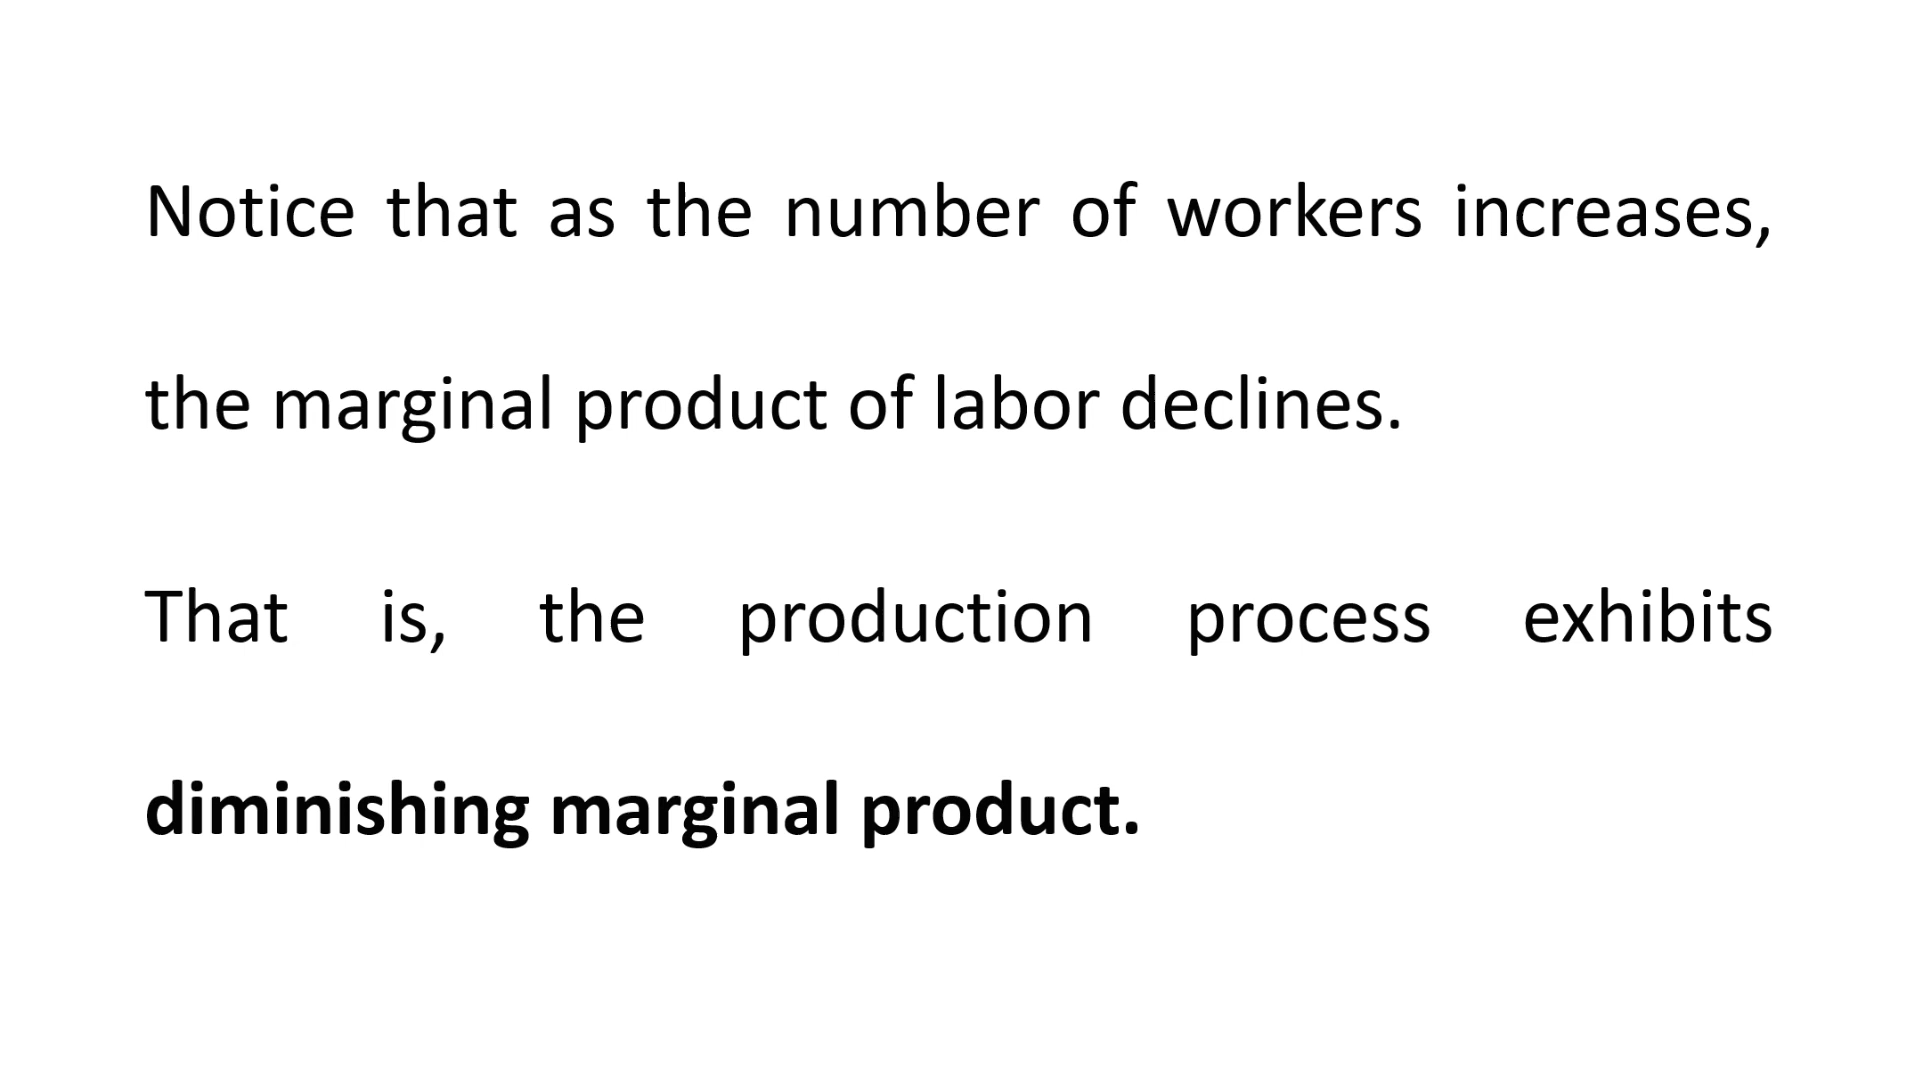 Notice that as the number of workers increases,
the marginal product of labor declines.
That is, the production process exhibits
diminishing marginal product.